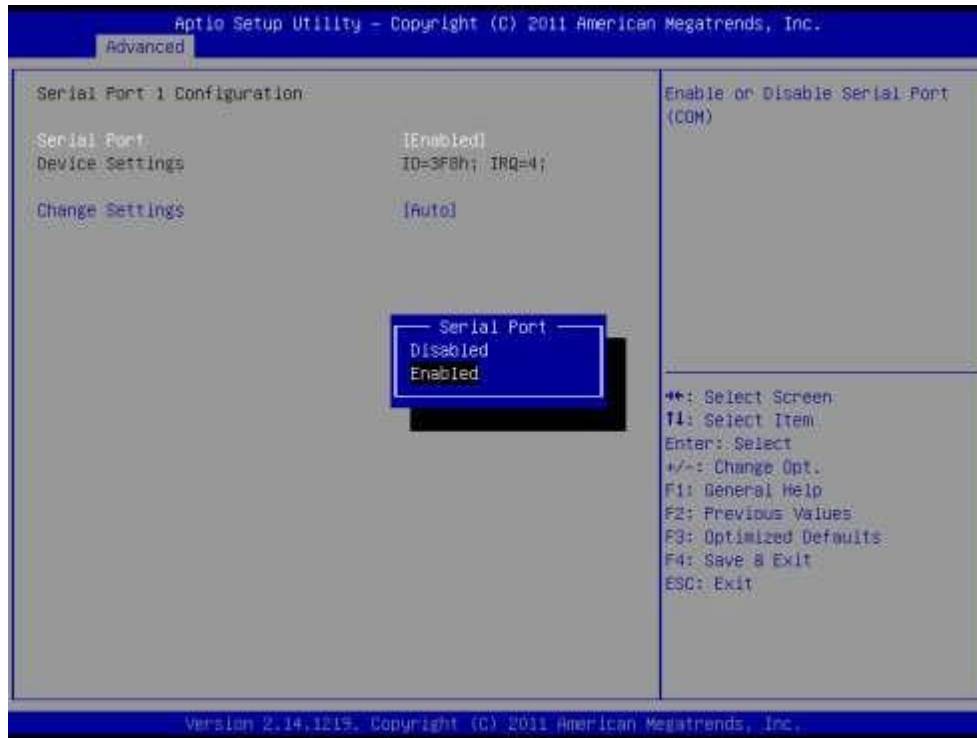 Aptio Setup Utility – Copyright (C) 2011 American Megatrends, Inc.
Advanced
Serial Port 1 Configuration
Serial Port [Enabled]
Device Settings IO=3F8h; IRQ=4;
Change Settings [Auto]
Serial Port
Disabled
Enabled
Enable or Disable Serial Port
(COM)
→←: Select Screen
↑↓: Select Item
Enter: Select
+/-: Change Opt.
F1: General Help
F2: Previous Values
F3: Optimized Defaults
F4: Save & Exit
ESC: Exit
Version 2.14.1219. Copyright (C) 2011 American Megatrends, Inc.